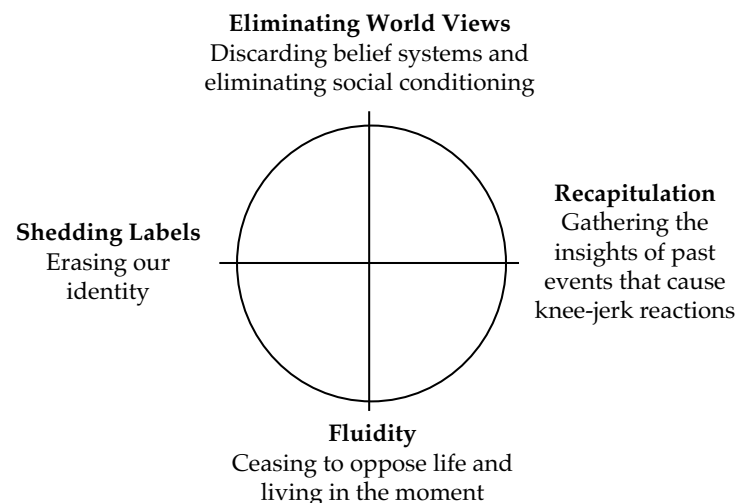 Eliminating World Views
Discarding belief systems and
eliminating social conditioning
Shedding Labels
Erasing our
identity
Recapitulation
Gathering the
insights of past
events that cause
knee-jerk reactions
Fluidity
Ceasing to oppose life and
living in the moment